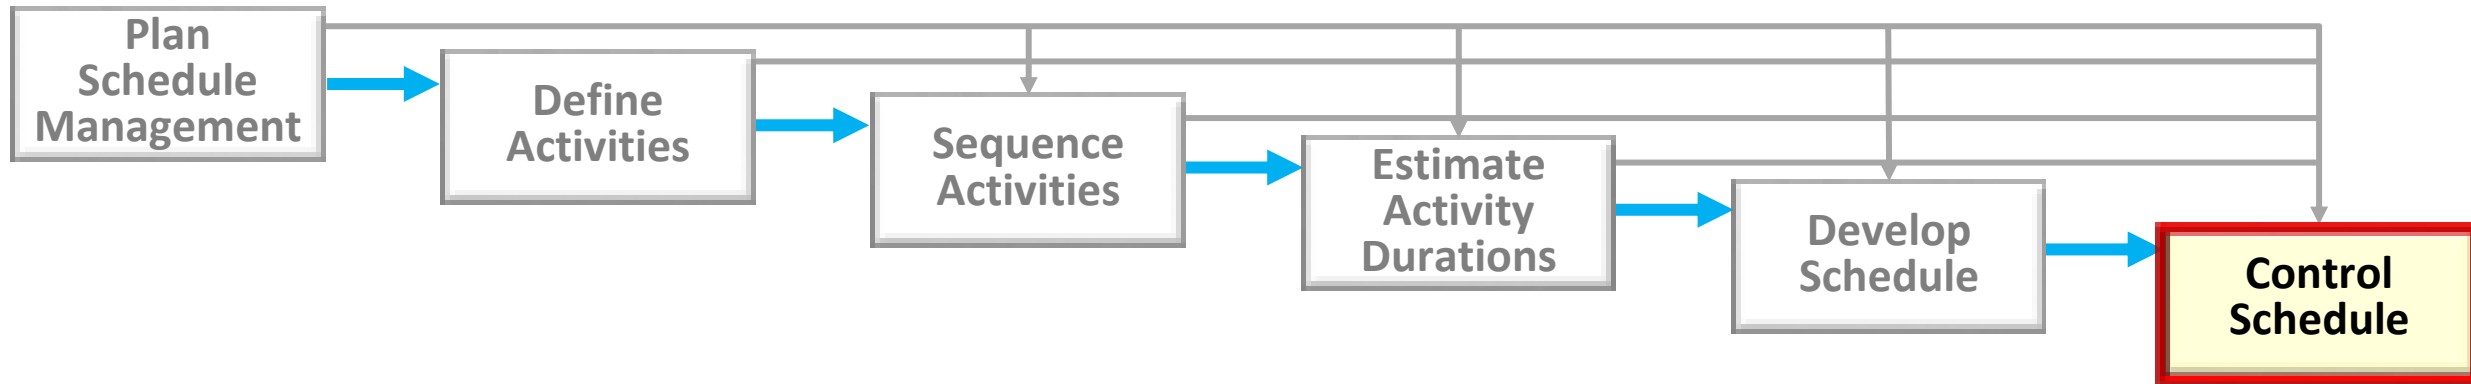 Plan
Schedule
Management
Define
Activities
Sequence
Activities
Estimate
Activity
Durations
Develop
Schedule
Control
Schedule